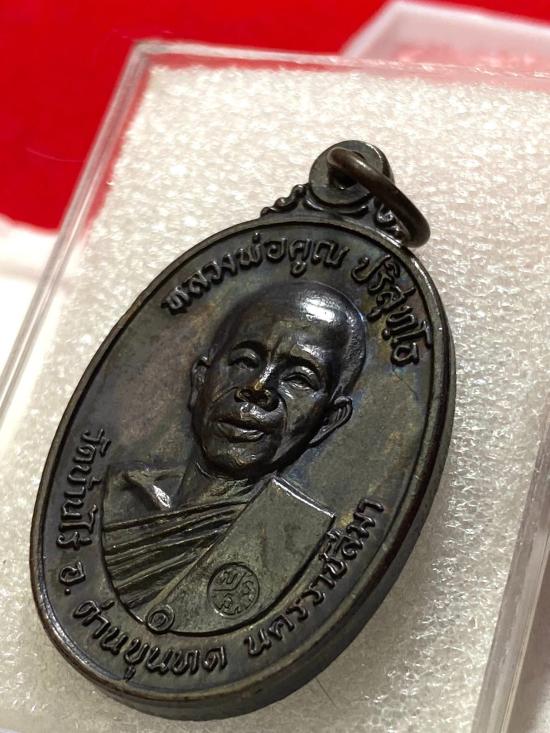 หลวงพ่อคูณ ปริสุทฺโธ
วัดบ้านไร่ อ. ด่านขุนทด นครราชสีมา
๑